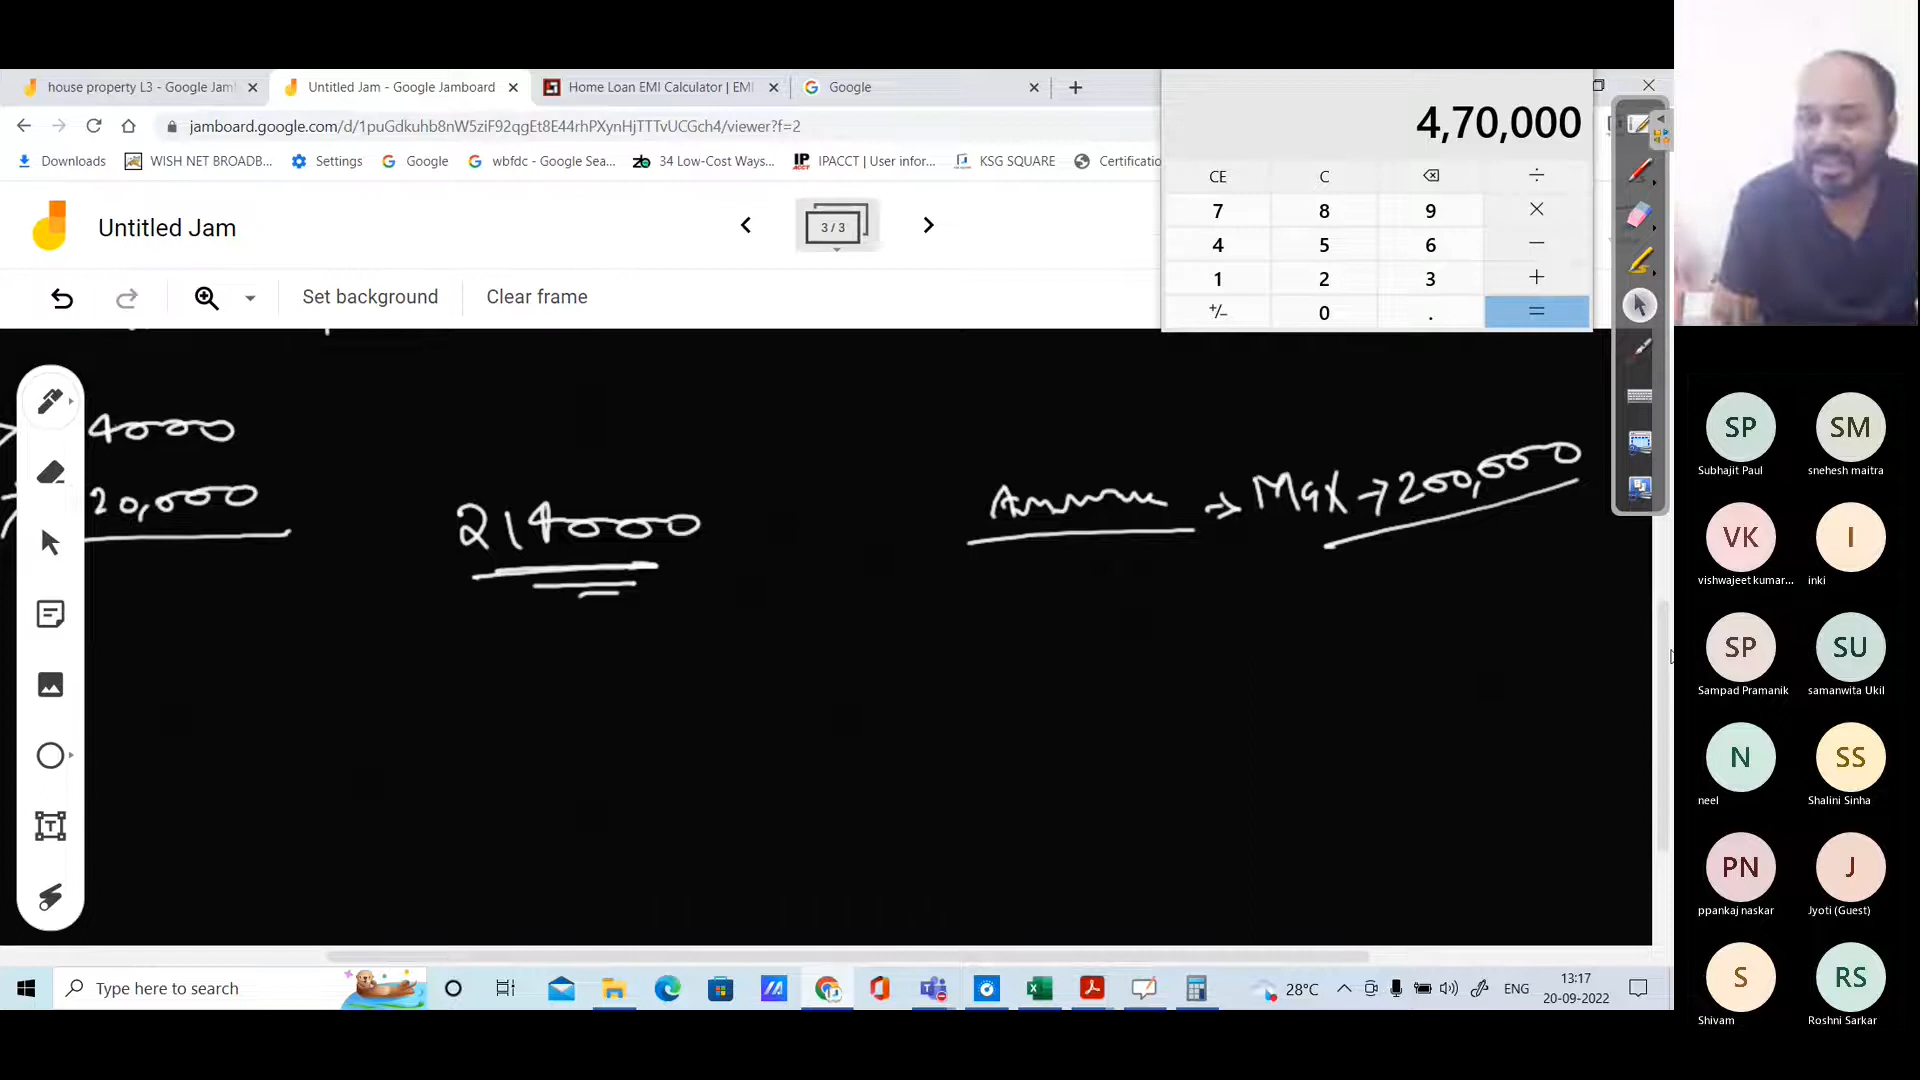 house property L3 - Google Jam
Untitled Jam - Google Jamboard
Home Loan EMI Calculator | EMI
Google
jamboard.google.com/d/1puGdkuhb8nW5ziF92qgEt8E44rhPXynHjTTTvUCGch4/viewer?f=2
Downloads
WISH NET BROADB...
Settings
Google
wbfdc - Google Sea...
34 Low-Cost Ways...
IPACCT | User infor...
KSG SQUARE
Certificatio
Untitled Jam
3 / 3
Set background
Clear frame
4,70,000
CE C ÷
7 8 9 ×
4 5 6 −
1 2 3 +
+/− 0 . =
4000
20,000
214000
Max → 200,000
SP
Subhajit Paul
SM
snehesh maitra
VK
vishwajeet kumar...
I
inki
SP
Sampad Pramanik
SU
samanwita Ukil
N
neel
SS
Shalini Sinha
PN
ppankaj naskar
J
Jyoti (Guest)
S
Shivam
RS
Roshni Sarkar
Type here to search
28°C
ENG
13:17
20-09-2022